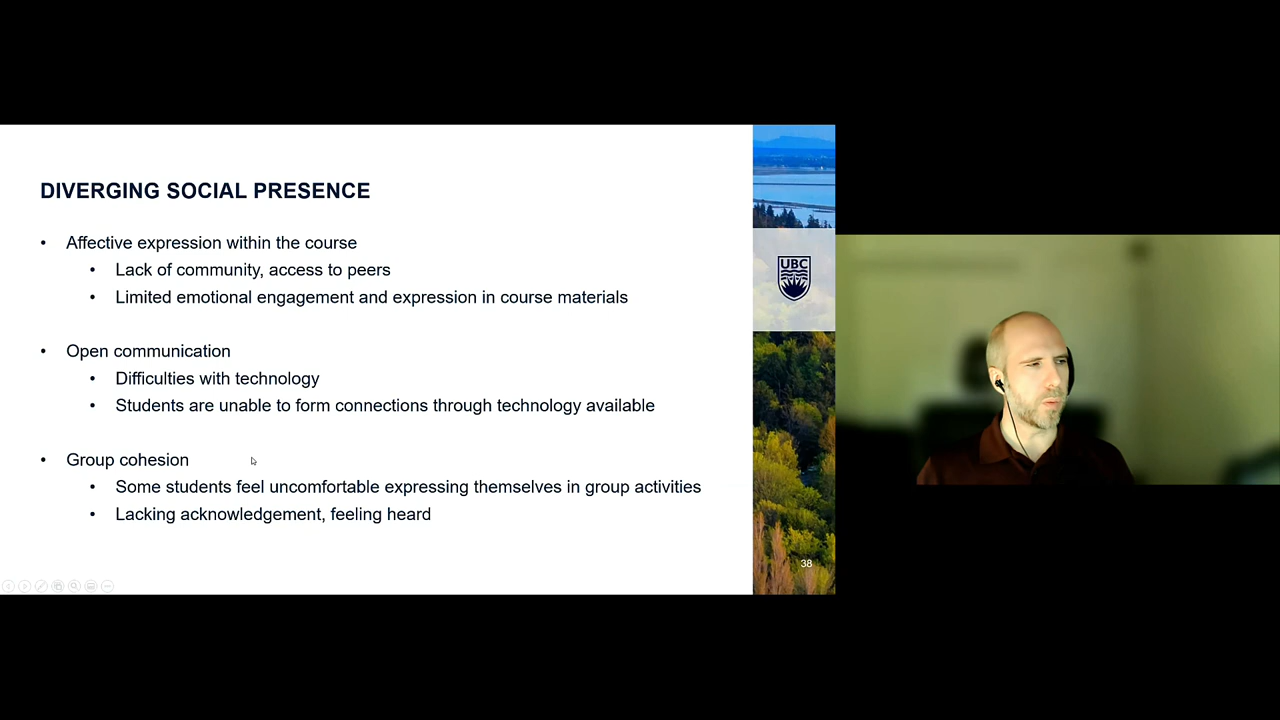 DIVERGING SOCIAL PRESENCE
• Affective expression within the course
• Lack of community, access to peers
• Limited emotional engagement and expression in course materials
• Open communication
• Difficulties with technology
• Students are unable to form connections through technology available
• Group cohesion
• Some students feel uncomfortable expressing themselves in group activities
• Lacking acknowledgement, feeling heard
UBC
38